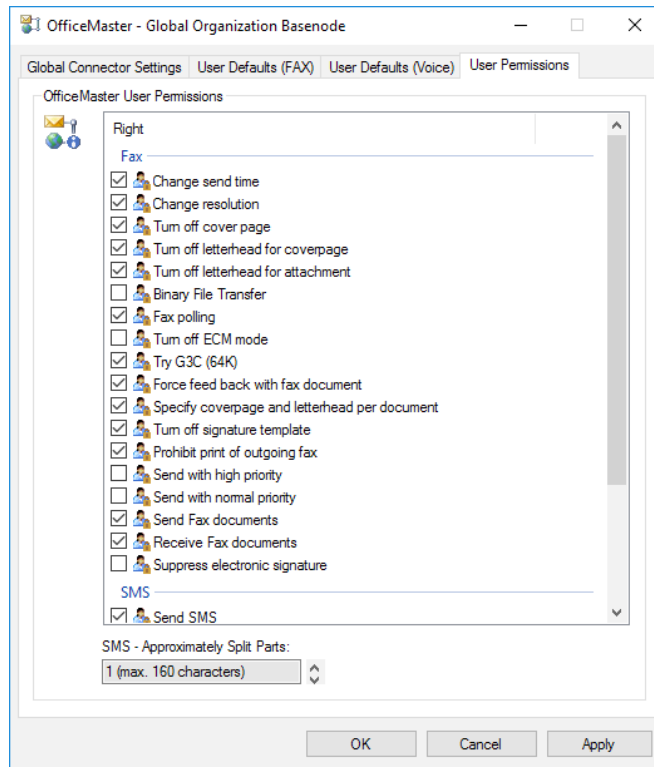 OfficeMaster - Global Organization Basenode
Global Connector Settings User Defaults (FAX) User Defaults (Voice) User Permissions
OfficeMaster User Permissions
Right
Fax
Change send time
Change resolution
Turn off cover page
Turn off letterhead for coverpage
Turn off letterhead for attachment
Binary File Transfer
Fax polling
Turn off ECM mode
Try G3C (64K)
Force feed back with fax document
Specify coverpage and letterhead per document
Turn off signature template
Prohibit print of outgoing fax
Send with high priority
Send with normal priority
Send Fax documents
Receive Fax documents
Suppress electronic signature
SMS
Send SMS
SMS - Approximately Split Parts:
1 (max. 160 characters)
OK Cancel Apply